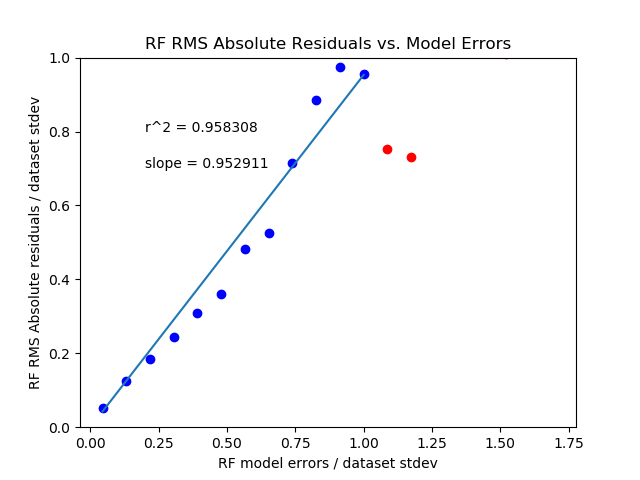 RF RMS Absolute Residuals vs. Model Errors
1.0
r^2 = 0.958308
0.8
slope = 0.952911
0.6
0.4
0.2
0.0
RF RMS Absolute residuals / dataset stdev
0.00 0.25 0.50 0.75 1.00 1.25 1.50 1.75
RF model errors / dataset stdev